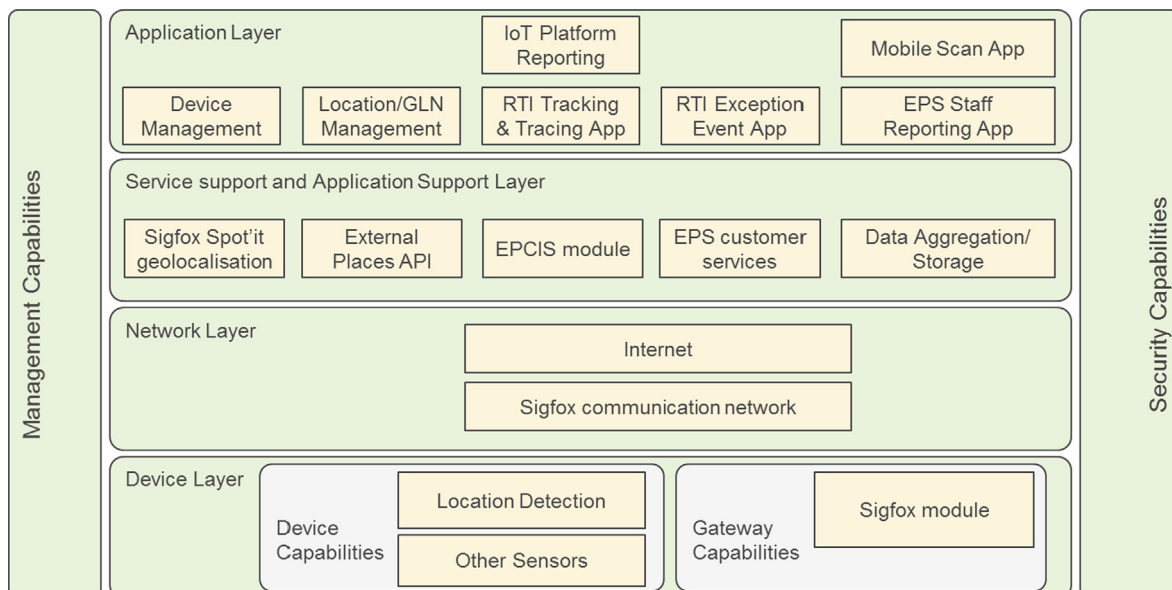 Management Capabilities
Application Layer
IoT Platform
Reporting
Mobile Scan App
Device
Management
Location/GLN
Management
RTI Tracking
& Tracing App
RTI Exception
Event App
EPS Staff
Reporting App
Service support and Application Support Layer
Sigfox Spot’it
geolocalisation
External
Places API
EPCIS module
EPS customer
services
Data Aggregation/
Storage
Network Layer
Internet
Sigfox communication network
Device Layer
Device
Capabilities
Location Detection
Other Sensors
Gateway
Capabilities
Sigfox module
Security Capabilities